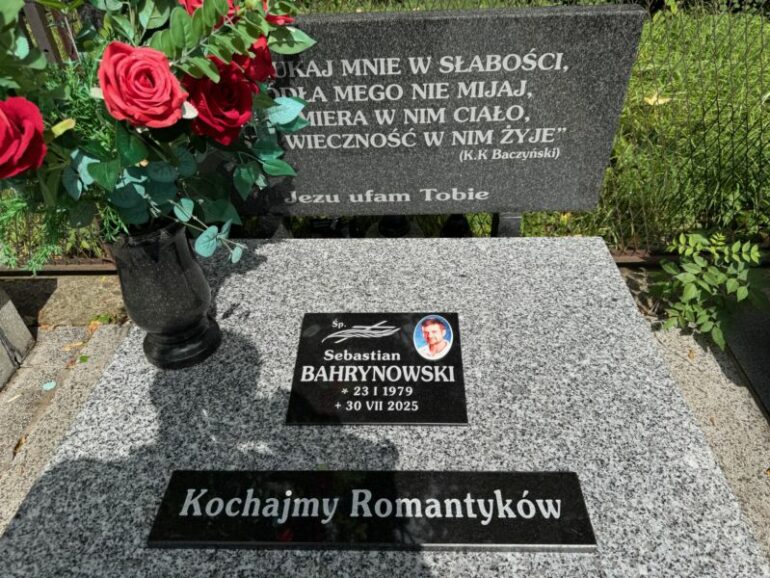 UKAJ MNIE W SŁABOŚCI,
ÓDŁA MEGO NIE MIJAJ,
MIERA W NIM CIAŁO,
WIECZNOŚĆ W NIM ŻYJE”
(K.K Baczyński)
Jezu ufam Tobie
Śp.
Sebastian
BAHRYNOWSKI
* 23 I 1979
+ 30 VII 2025
Kochajmy Romantyków